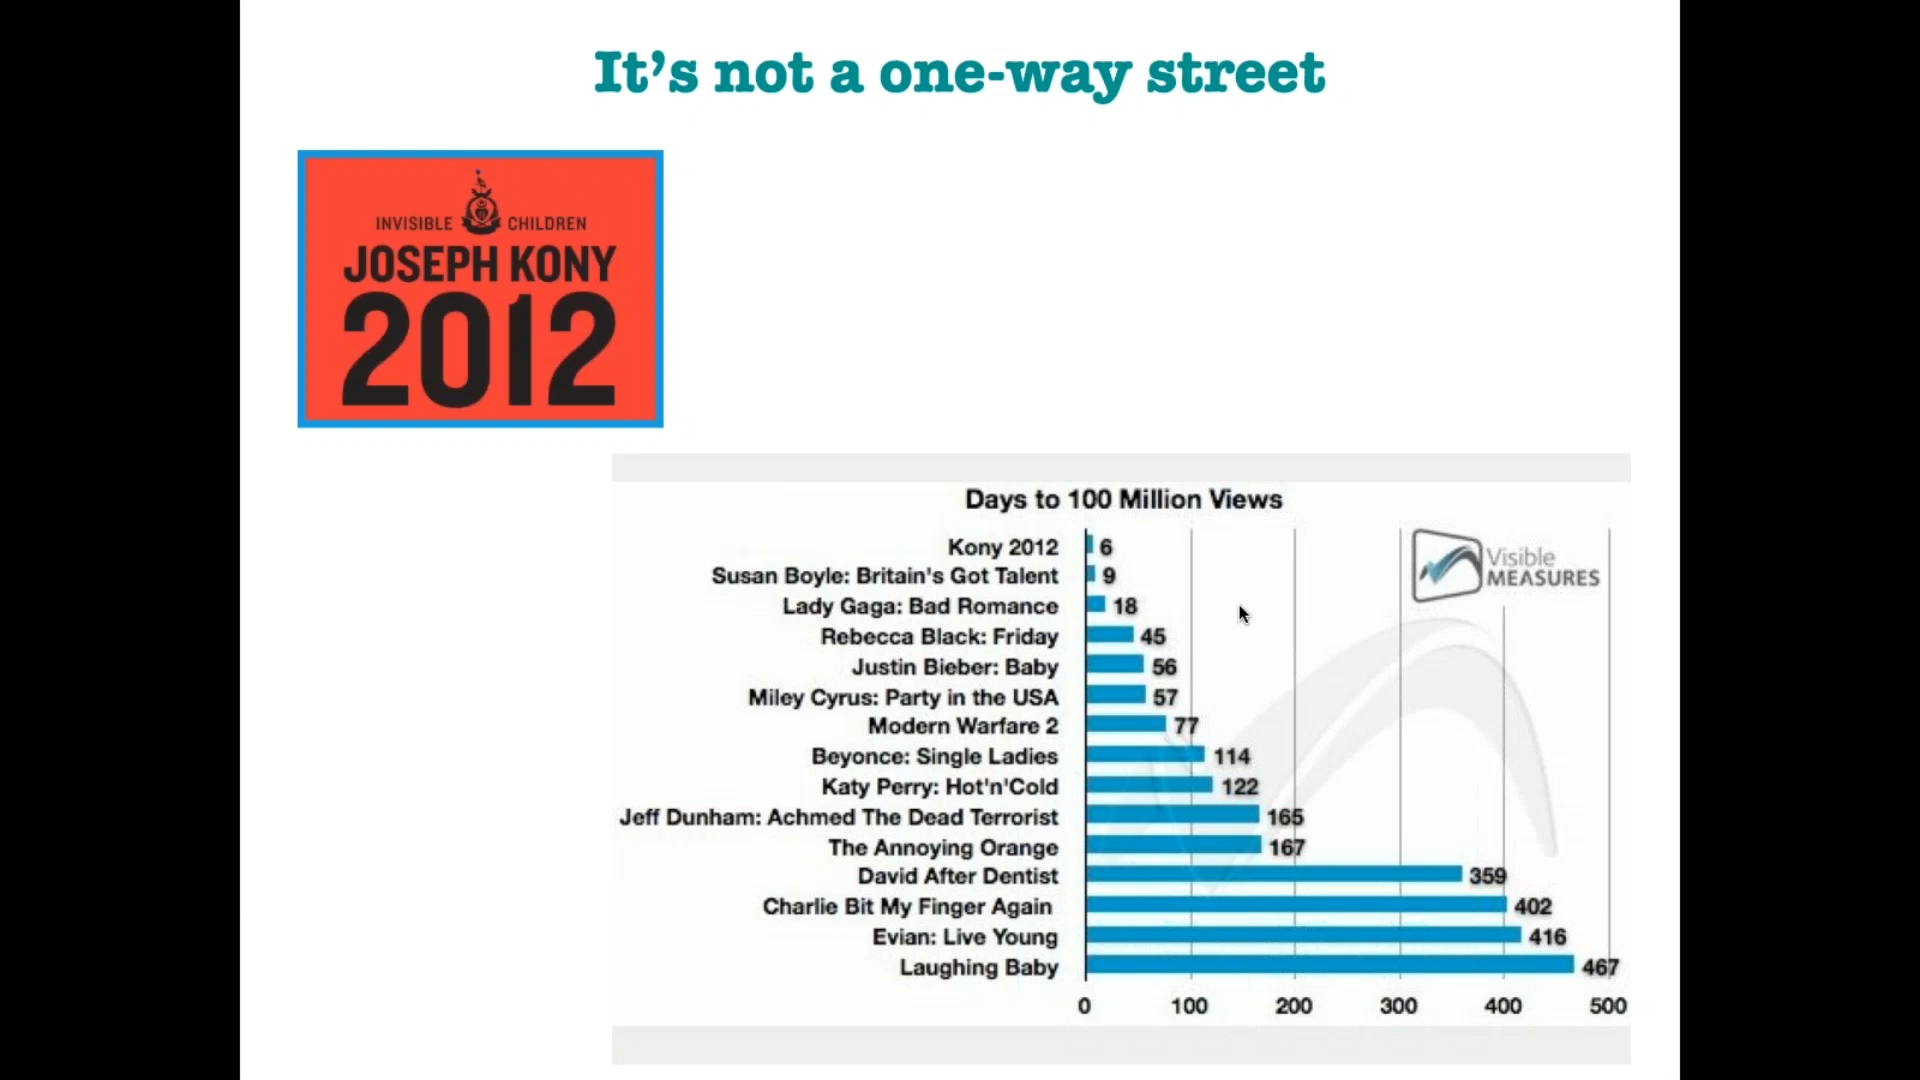 It's not a one-way street
INVISIBLE CHILDREN
JOSEPH KONY
2012
Days to 100 Million Views
Visible
MEASURES
Kony 2012 6
Susan Boyle: Britain's Got Talent 9
Lady Gaga: Bad Romance 18
Rebecca Black: Friday 45
Justin Bieber: Baby 56
Miley Cyrus: Party in the USA 57
Modern Warfare 2 77
Beyonce: Single Ladies 114
Katy Perry: Hot'n'Cold 122
Jeff Dunham: Achmed The Dead Terrorist 165
The Annoying Orange 167
David After Dentist 359
Charlie Bit My Finger Again 402
Evian: Live Young 416
Laughing Baby 467
0 100 200 300 400 500